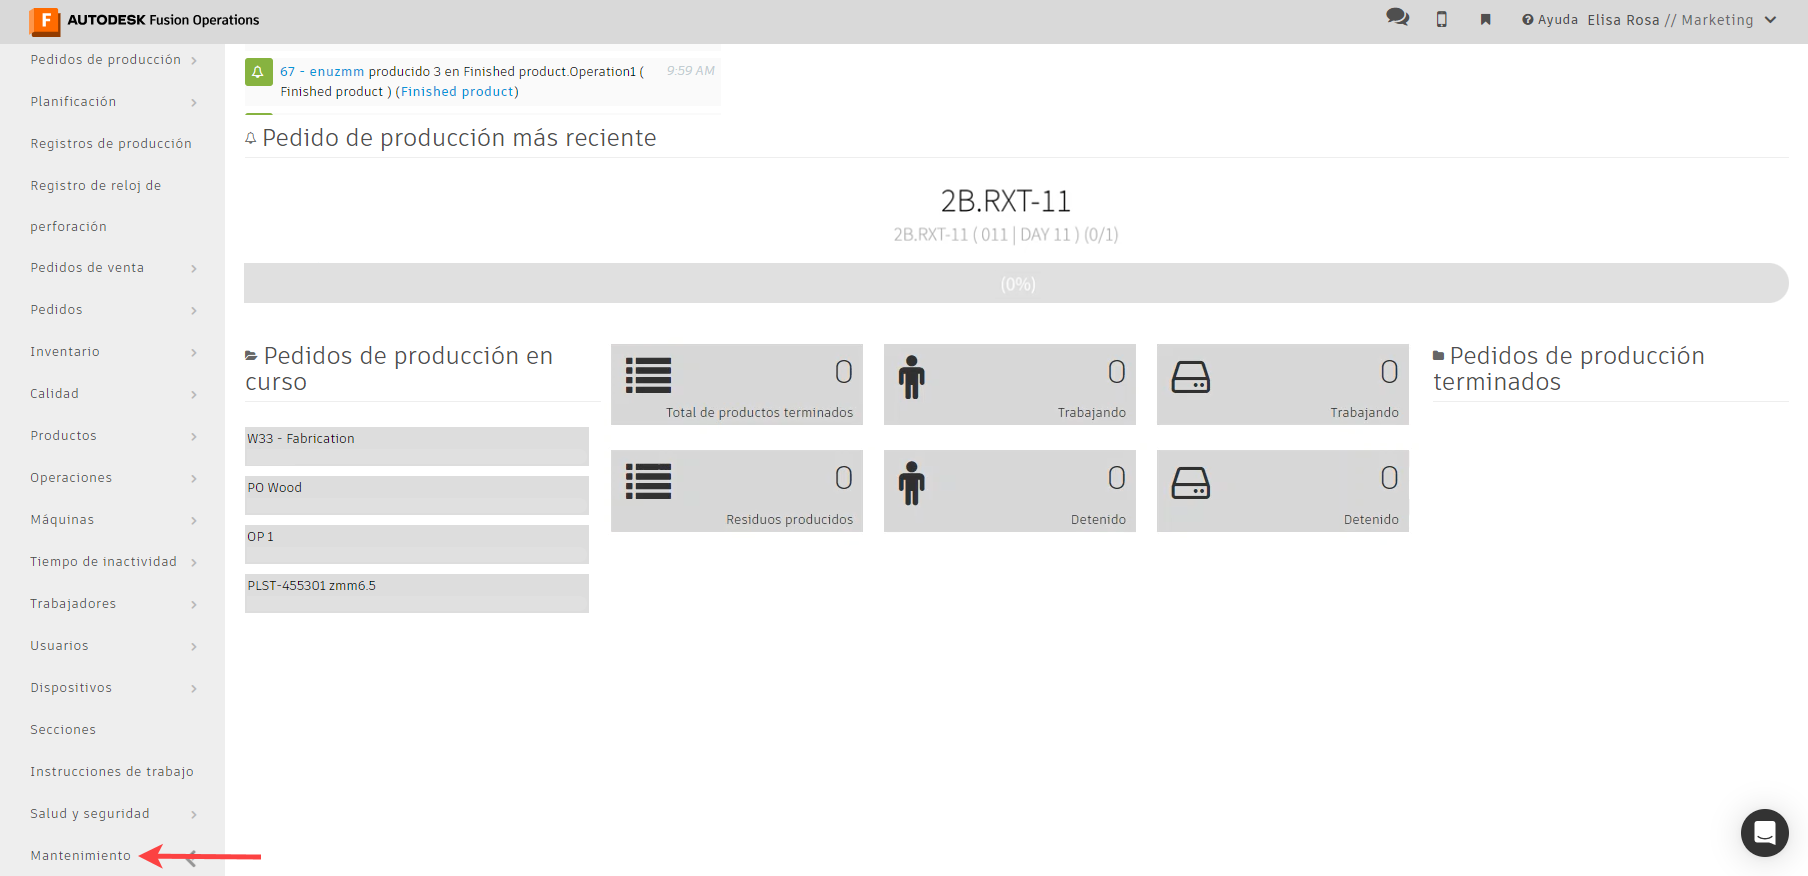 AUTODESK Fusion Operations
Ayuda Elisa Rosa // Marketing
Pedidos de producción
Planificación
Registros de producción
Registro de reloj de
perforación
Pedidos de venta
Pedidos
Inventario
Calidad
Productos
Operaciones
Máquinas
Tiempo de inactividad
Trabajadores
Usuarios
Dispositivos
Secciones
Instrucciones de trabajo
Salud y seguridad
Mantenimiento
67 - enuzmm producido 3 en Finished product.Operation1 (
Finished product ) (Finished product)
9:59 AM
Pedido de producción más reciente
2B.RXT-11
2B.RXT-11 ( 011 | DAY 11 ) (0/1)
(0%)
Pedidos de producción en
curso
W33 - Fabrication
PO Wood
OP 1
PLST-455301 zmm6.5
0
Total de productos terminados
0
Trabajando
0
Trabajando
0
Residuos producidos
0
Detenido
0
Detenido
Pedidos de producción
terminados